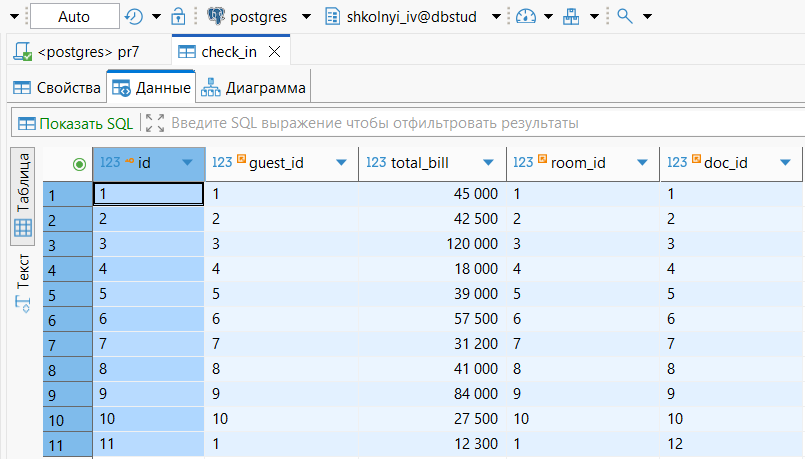 Auto postgres shkolnyi_iv@dbstud
<postgres> pr7 check_in
Свойства Данные Диаграмма
Показать SQL Введите SQL выражение чтобы отфильтровать результаты
Таблица
Текст
123 id 123 guest_id 123 total_bill 123 room_id 123 doc_id
1 1 1 45 000 1 1
2 2 2 42 500 2 2
3 3 3 120 000 3 3
4 4 4 18 000 4 4
5 5 5 39 000 5 5
6 6 6 57 500 6 6
7 7 7 31 200 7 7
8 8 8 41 000 8 8
9 9 9 84 000 9 9
10 10 10 27 500 10 10
11 11 1 12 300 1 12